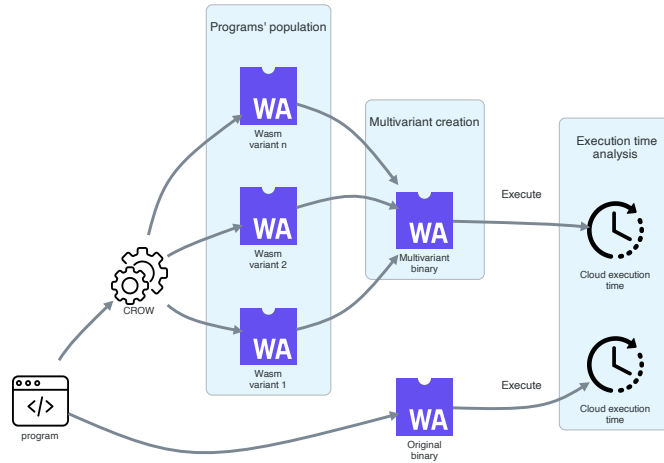 Programs' population
WA
Wasm
variant n
Multivariant creation
Execution time
analysis
WA
Wasm
variant 2
WA
Multivariant
binary
Execute
Cloud execution
time
CROW
WA
Wasm
variant 1
</>
program
WA
Original
binary
Execute
Cloud execution
time